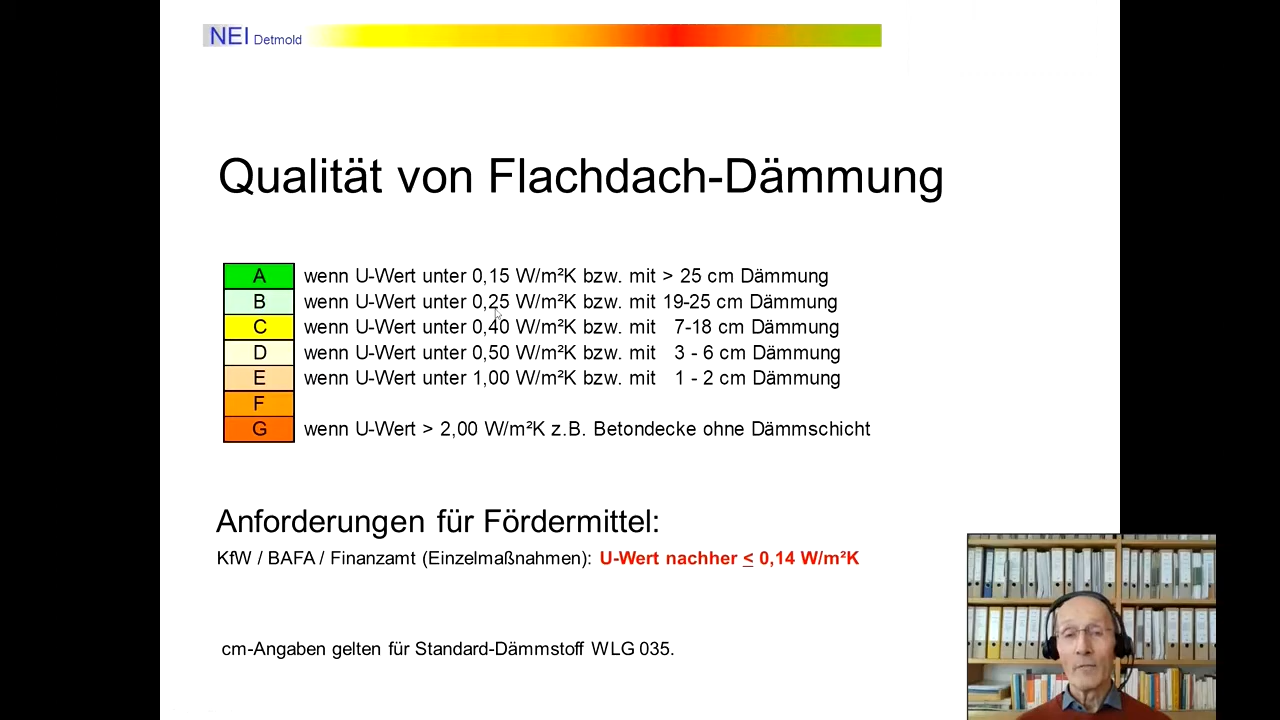 NEI Detmold
Qualität von Flachdach-Dämmung
A wenn U-Wert unter 0,15 W/m²K bzw. mit > 25 cm Dämmung
B wenn U-Wert unter 0,25 W/m²K bzw. mit 19-25 cm Dämmung
C wenn U-Wert unter 0,40 W/m²K bzw. mit 7-18 cm Dämmung
D wenn U-Wert unter 0,50 W/m²K bzw. mit 3 - 6 cm Dämmung
E wenn U-Wert unter 1,00 W/m²K bzw. mit 1 - 2 cm Dämmung
F
G wenn U-Wert > 2,00 W/m²K z.B. Betondecke ohne Dämmschicht
Anforderungen für Fördermittel:
KfW / BAFA / Finanzamt (Einzelmaßnahmen): U-Wert nachher < 0,14 W/m²K
cm-Angaben gelten für Standard-Dämmstoff WLG 035.